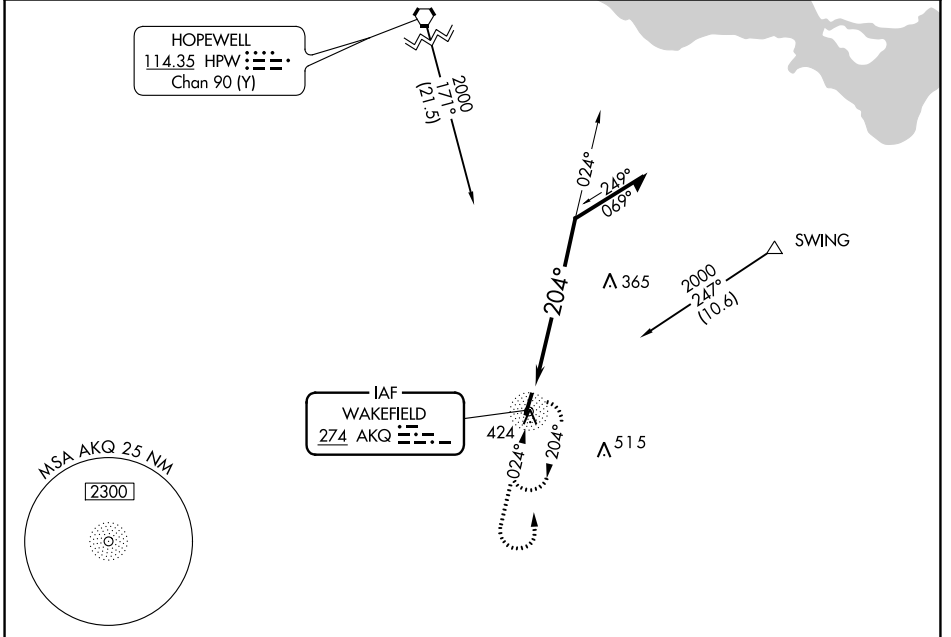 HOPEWELL
114.35 HPW
Chan 90 (Y)
2000
171°
(21.5)
024°
249°
069°
SWING
2000
247°
(10.6)
365
204°
IAF
WAKEFIELD
274 AKQ
424
515
024°
204°
MSA AKQ 25 NM
2300